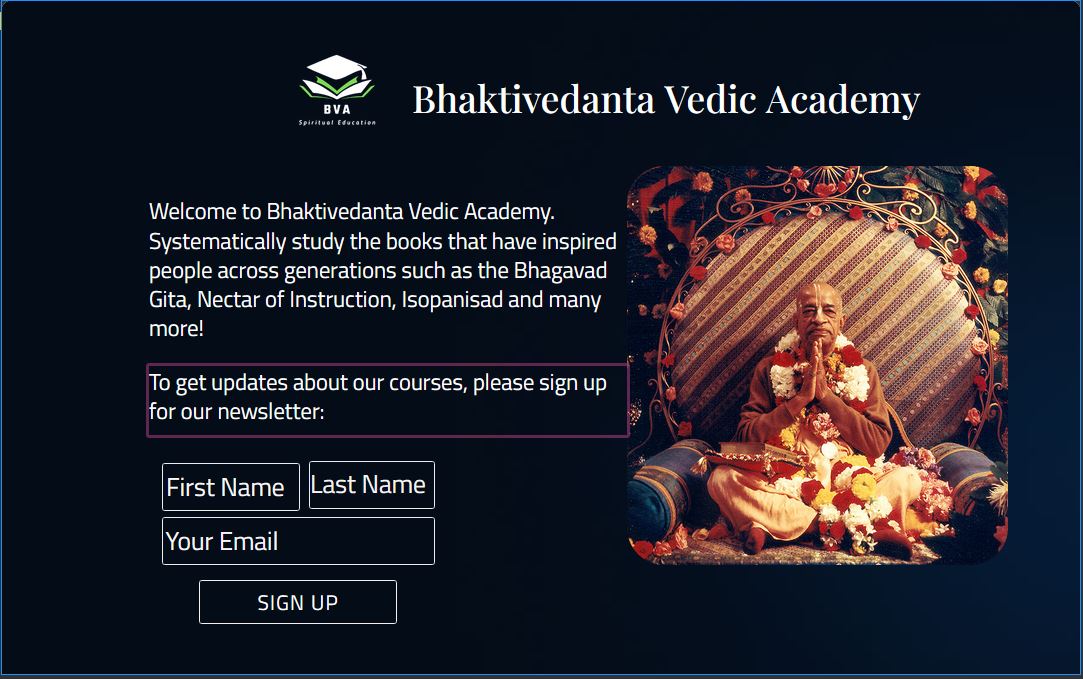 BVA
Spiritual Education
Bhaktivedanta Vedic Academy
Welcome to Bhaktivedanta Vedic Academy.
Systematically study the books that have inspired
people across generations such as the Bhagavad
Gita, Nectar of Instruction, Isopanisad and many
more!
To get updates about our courses, please sign up
for our newsletter:
First Name
Last Name
Your Email
SIGN UP